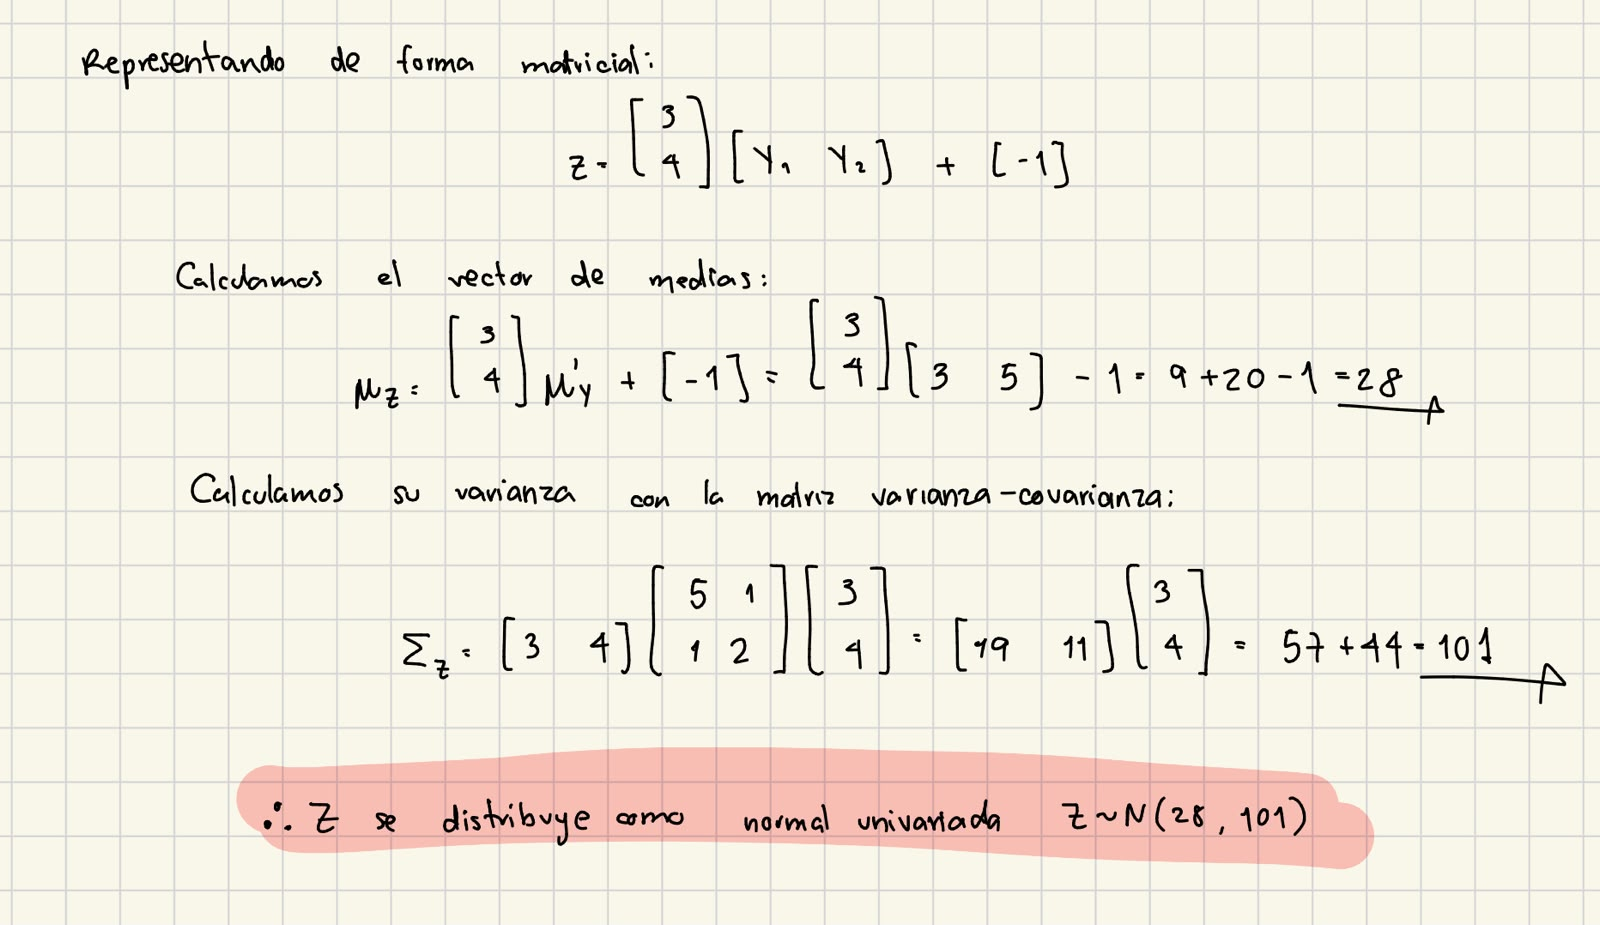 Representando de forma matricial:
z = [3 4] [Y₁ Y₂] + [-1]
Calculamos el vector de medias:
μz = [3 4] μ'Y + [-1] = [3 4] [3 5] - 1 = 9 + 20 - 1 = 28
Calculamos su varianza con la matriz varianza-covarianza:
Σz = [3 4] [5 1 1 2] [3 4] = [19 11] [3 4] = 57 + 44 = 101
∴ Z se distribuye como normal univariada Z ~ N(28, 101)